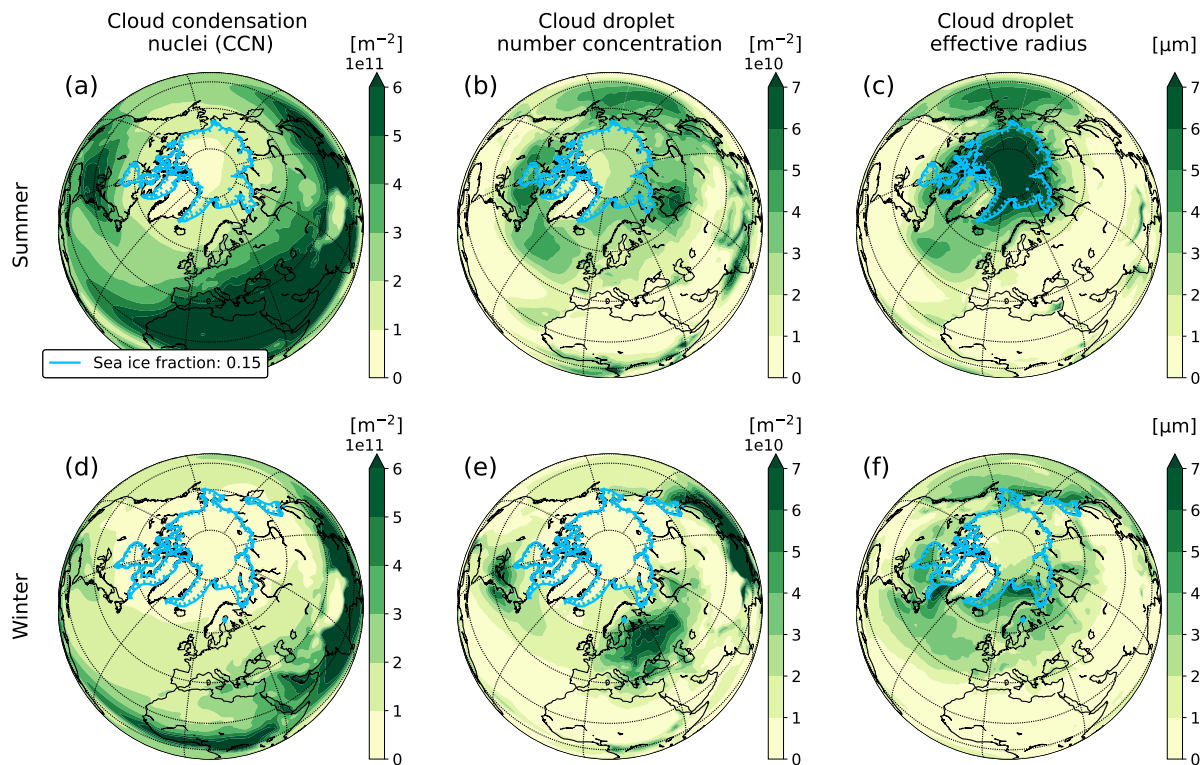 Cloud condensation
nuclei (CCN)
Cloud droplet
number concentration
Cloud droplet
effective radius
[m⁻²]
1e11
[m⁻²]
1e10
[µm]
(a)
(b)
(c)
Summer
6
5
4
3
2
1
0
7
6
5
4
3
2
1
0
7
6
5
4
3
2
1
0
Sea ice fraction: 0.15
[m⁻²]
1e11
[m⁻²]
1e10
[µm]
(d)
(e)
(f)
Winter
6
5
4
3
2
1
0
7
6
5
4
3
2
1
0
7
6
5
4
3
2
1
0